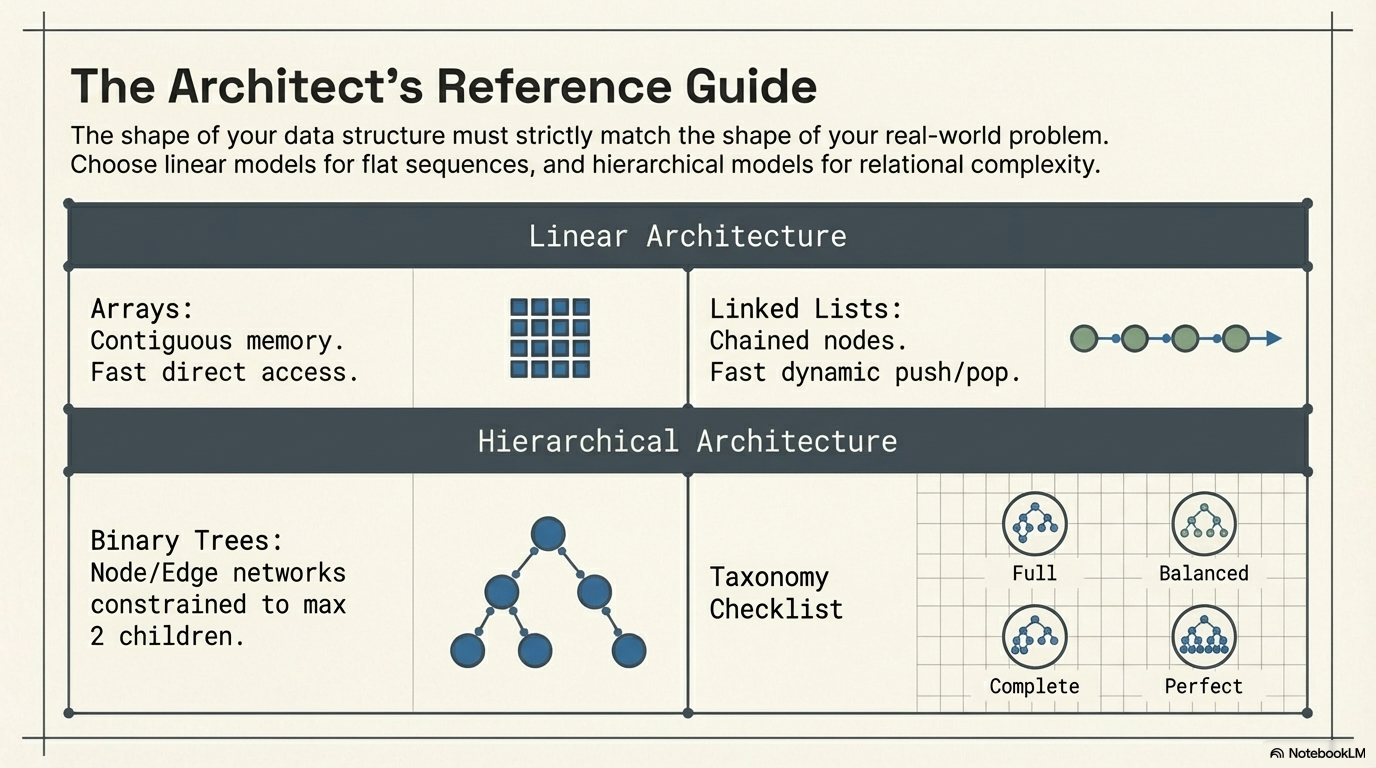 The Architect's Reference Guide
The shape of your data structure must strictly match the shape of your real-world problem.
Choose linear models for flat sequences, and hierarchical models for relational complexity.
Linear Architecture
Arrays:
Contiguous memory.
Fast direct access.
Linked Lists:
Chained nodes.
Fast dynamic push/pop.
Hierarchical Architecture
Binary Trees:
Node/Edge networks
constrained to max
2 children.
Taxonomy
Checklist
Full
Balanced
Complete
Perfect
NotebookLM